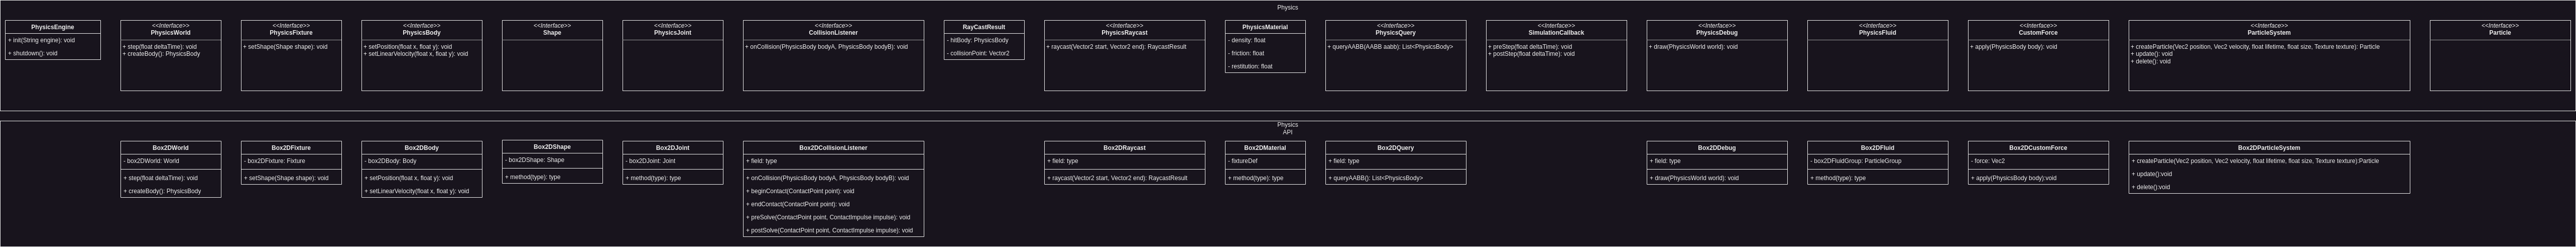 Physics
PhysicsEngine
+ init(String engine): void
+ shutdown(): void
<<Interface>>
PhysicsWorld
+ step(float deltaTime): void
+ createBody(): PhysicsBody
<<Interface>>
PhysicsFixture
+ setShape(Shape shape): void
<<Interface>>
PhysicsBody
+ setPosition(float x, float y): void
+ setLinearVelocity(float x, float y): void
<<Interface>>
Shape
<<Interface>>
PhysicsJoint
<<Interface>>
CollisionListener
+ onCollision(PhysicsBody bodyA, PhysicsBody bodyB): void
RayCastResult
- hitBody: PhysicsBody
- collisionPoint: Vector2
<<Interface>>
PhysicsRaycast
+ raycast(Vector2 start, Vector2 end): RaycastResult
PhysicsMaterial
- density: float
- friction: float
- restitution: float
<<Interface>>
PhysicsQuery
+ queryAABB(AABB aabb): List<PhysicsBody>
<<Interface>>
SimulationCallback
+ preStep(float deltaTime): void
+ postStep(float deltaTime): void
<<Interface>>
PhysicsDebug
+ draw(PhysicsWorld world): void
<<Interface>>
PhysicsFluid
<<Interface>>
CustomForce
+ apply(PhysicsBody body): void
<<Interface>>
ParticleSystem
+ createParticle(Vec2 position, Vec2 velocity, float lifetime, float size, Texture texture): Particle
+ update(): void
+ delete(): void
<<Interface>>
Particle
Physics
API
Box2DWorld
- box2DWorld: World
+ step(float deltaTime): void
+ createBody(): PhysicsBody
Box2DFixture
- box2DFixture: Fixture
+ setShape(Shape shape): void
Box2DBody
- box2DBody: Body
+ setPosition(float x, float y): void
+ setLinearVelocity(float x, float y): void
Box2DShape
- box2DShape: Shape
+ method(type): type
Box2DJoint
- box2DJoint: Joint
+ method(type): type
Box2DCollisionListener
+ field: type
+ onCollision(PhysicsBody bodyA, PhysicsBody bodyB): void
+ beginContact(ContactPoint point): void
+ endContact(ContactPoint point): void
+ preSolve(ContactPoint point, ContactImpulse impulse): void
+ postSolve(ContactPoint point, ContactImpulse impulse): void
Box2DRaycast
+ field: type
+ raycast(Vector2 start, Vector2 end): RaycastResult
Box2DMaterial
- fixtureDef
+ method(type): type
Box2DQuery
+ field: type
+ queryAABB(): List<PhysicsBody>
Box2DDebug
+ field: type
+ draw(PhysicsWorld world): void
Box2DFluid
- box2DFluidGroup: ParticleGroup
+ method(type): type
Box2DCustomForce
- force: Vec2
+ apply(PhysicsBody body):void
Box2DParticleSystem
+ createParticle(Vec2 position, Vec2 velocity, float lifetime, float size, Texture texture):Particle
+ update():void
+ delete():void